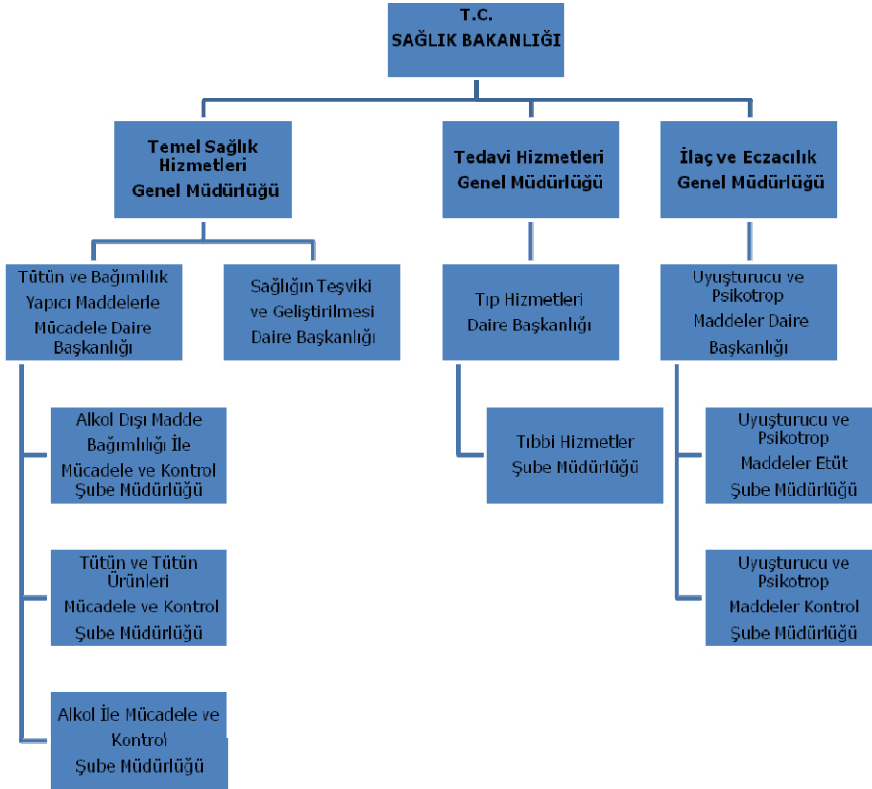 T.C.
SAĞLIK BAKANLIĞI
Temel Sağlık
Hizmetleri
Genel Müdürlüğü
Tedavi Hizmetleri
Genel Müdürlüğü
İlaç ve Eczacılık
Genel Müdürlüğü
Tütün ve Bağımlılık
Yapıcı Maddelerle
Mücadele Daire
Başkanlığı
Sağlığın Teşviki
ve Geliştirilmesi
Daire Başkanlığı
Tıp Hizmetleri
Daire Başkanlığı
Uyuşturucu ve
Psikotrop
Maddeler Daire
Başkanlığı
Alkol Dışı Madde
Bağımlılığı İle
Mücadele ve Kontrol
Şube Müdürlüğü
Tıbbi Hizmetler
Şube Müdürlüğü
Uyuşturucu ve
Psikotrop
Maddeler Etüt
Şube Müdürlüğü
Tütün ve Tütün
Ürünleri
Mücadele ve Kontrol
Şube Müdürlüğü
Uyuşturucu ve
Psikotrop
Maddeler Kontrol
Şube Müdürlüğü
Alkol İle Mücadele ve
Kontrol
Şube Müdürlüğü